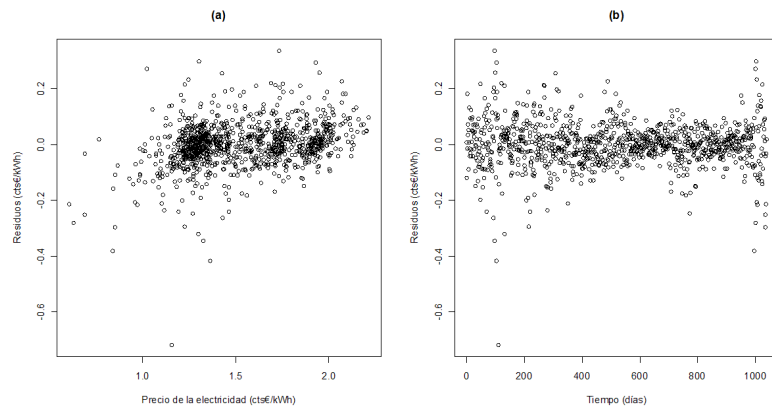 (a)
Residuos (cts€/kWh)
0.2
0.0
-0.2
-0.4
-0.6
1.0 1.5 2.0
Precio de la electricidad (cts€/kWh)
(b)
Residuos (cts€/kWh)
0.2
0.0
-0.2
-0.4
-0.6
0 200 400 600 800 1000
Tiempo (días)